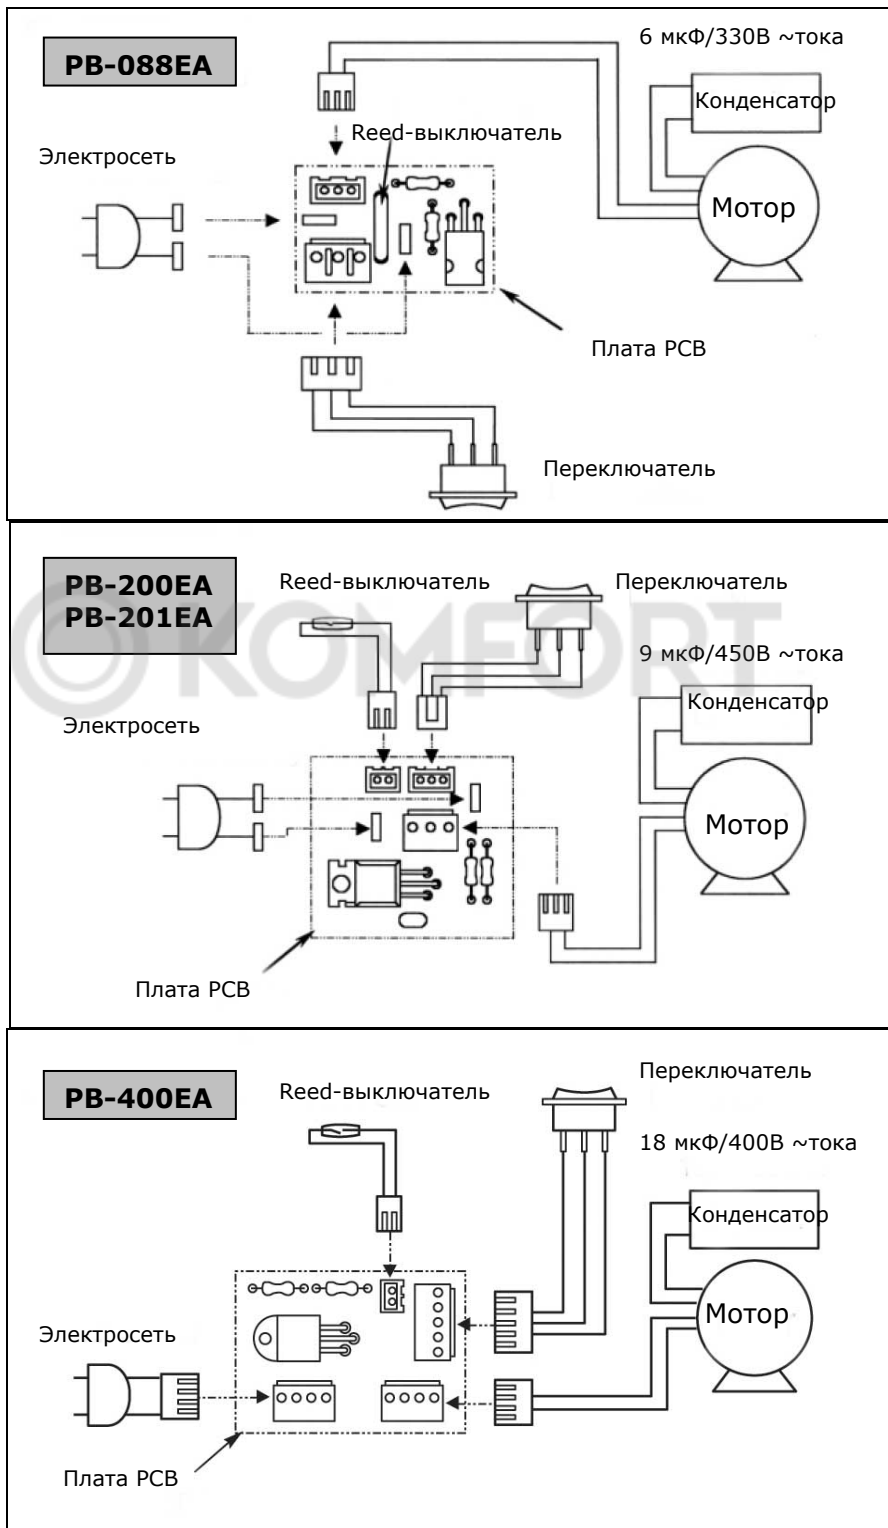 PB-088EA
6 мкФ/330В ~тока
Конденсатор
Reed-выключатель
Электросеть
Мотор
Плата PCB
Переключатель
PB-200EA
PB-201EA
Reed-выключатель
Переключатель
KOMFORT
9 мкФ/450В ~тока
Конденсатор
Электросеть
Мотор
Плата PCB
PB-400EA
Reed-выключатель
Переключатель
18 мкФ/400В ~тока
Конденсатор
Мотор
Электросеть
Плата PCB